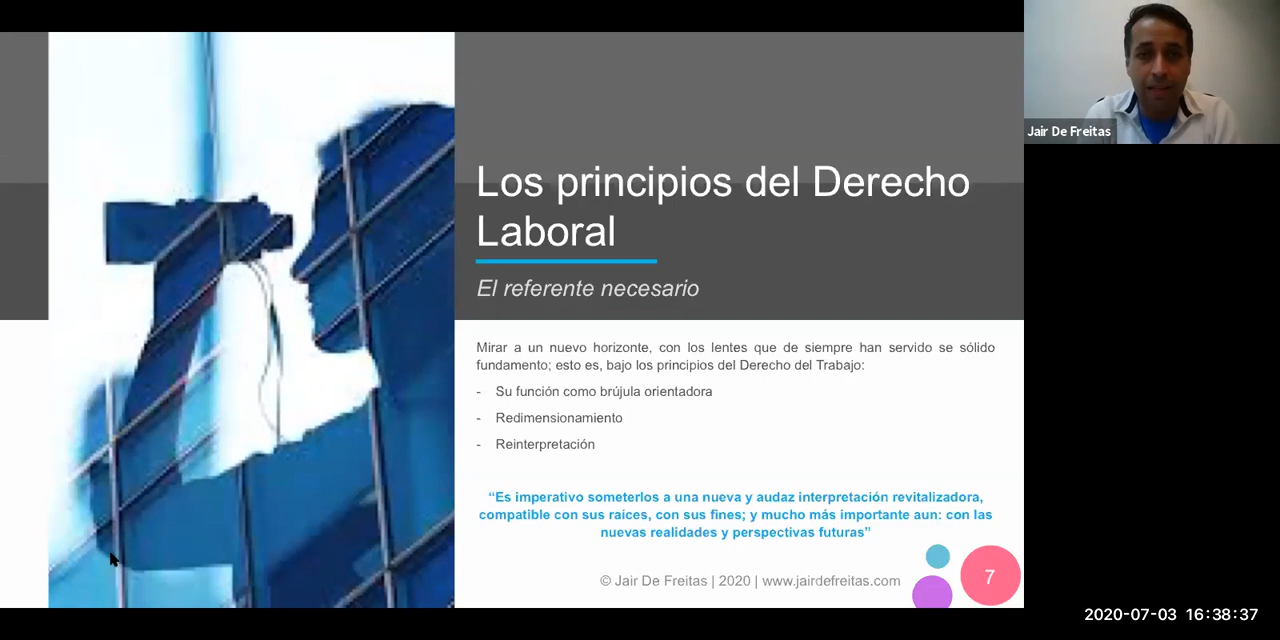 Jair De Freitas
Los principios del Derecho
Laboral
El referente necesario
Mirar a un nuevo horizonte, con los lentes que de siempre han servido se sólido
fundamento; esto es, bajo los principios del Derecho del Trabajo:
- Su función como brújula orientadora
- Redimensionamiento
- Reinterpretación
“Es imperativo someterlos a una nueva y audaz interpretación revitalizadora,
compatible con sus raíces, con sus fines; y mucho más importante aun: con las
nuevas realidades y perspectivas futuras”
© Jair De Freitas | 2020 | www.jairdefreitas.com
7
2020-07-03 16:38:37